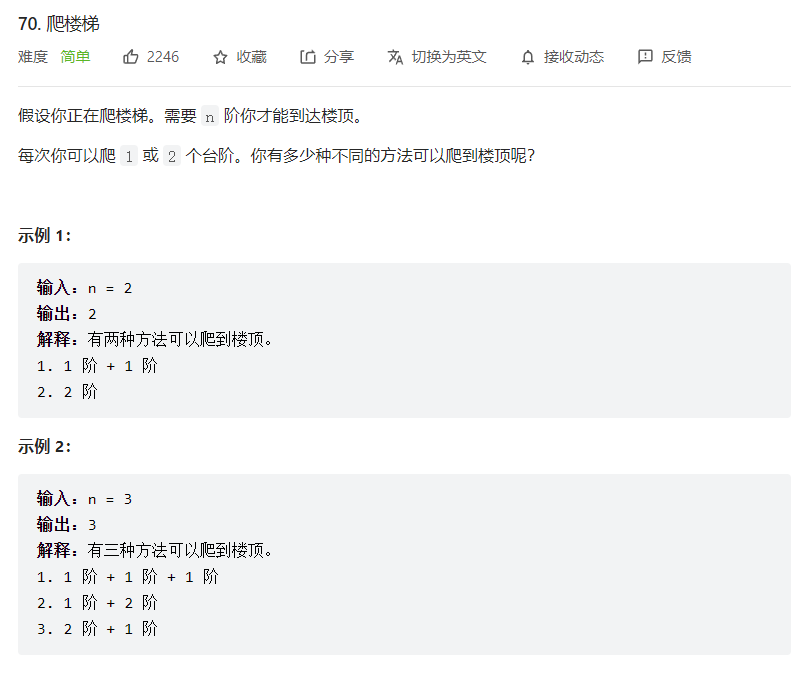 70. 爬楼梯
难度 简单 2246 收藏 分享 切换为英文 接收动态 反馈
假设你正在爬楼梯。需要 n 阶你才能到达楼顶。
每次你可以爬 1 或 2 个台阶。你有多少种不同的方法可以爬到楼顶呢？
示例 1：
输入：n = 2
输出：2
解释：有两种方法可以爬到楼顶。
1. 1 阶 + 1 阶
2. 2 阶
示例 2：
输入：n = 3
输出：3
解释：有三种方法可以爬到楼顶。
1. 1 阶 + 1 阶 + 1 阶
2. 1 阶 + 2 阶
3. 2 阶 + 1 阶